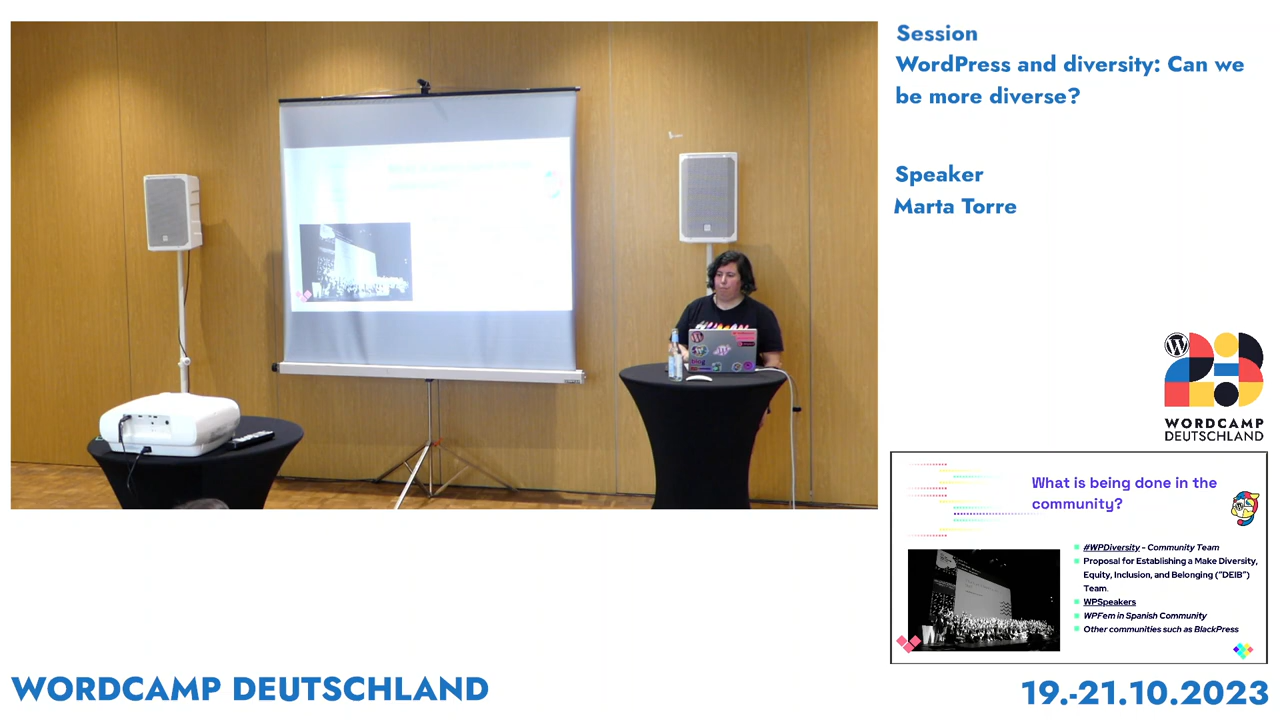 Session
WordPress and diversity: Can we
be more diverse?
Speaker
Marta Torre
WORDCAMP
DEUTSCHLAND
What is being done in the
community?
#WPDiversity - Community Team
Proposal for Establishing a Make Diversity,
Equity, Inclusion, and Belonging ("DEIB")
Team.
WPSpeakers
WPFem in Spanish Community
Other communities such as BlackPress
WORDCAMP DEUTSCHLAND
19.-21.10.2023